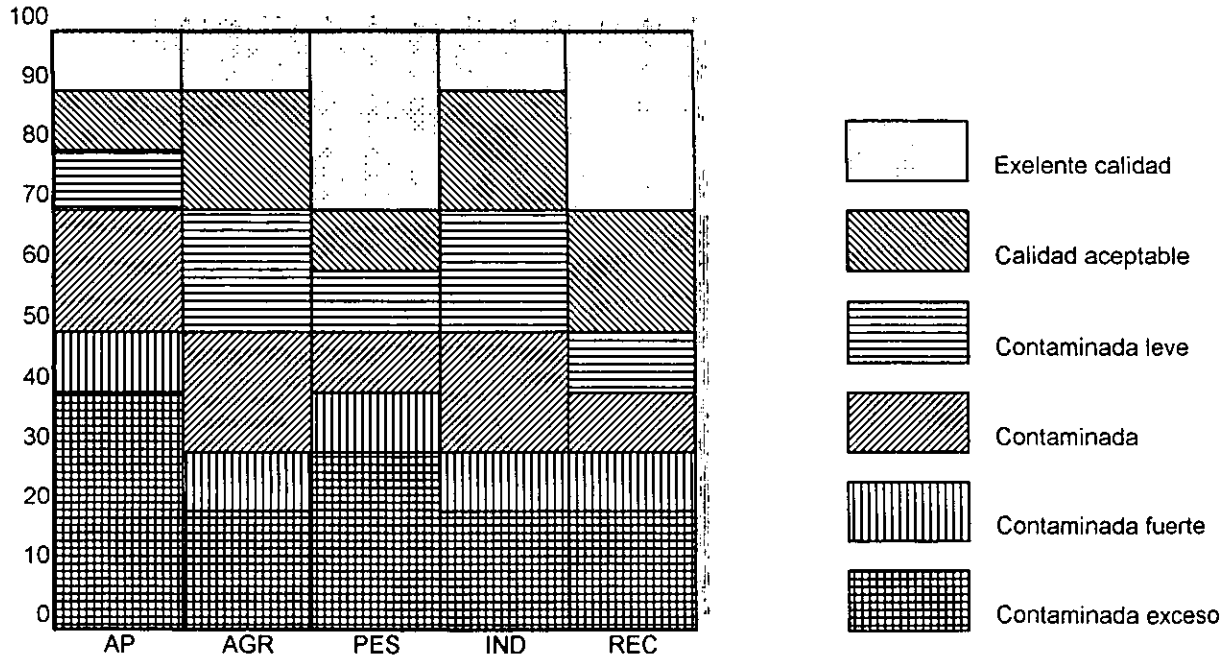 100
90
80
70
60
50
40
30
20
10
0
AP AGR PES IND REC
Exelente calidad
Calidad aceptable
Contaminada leve
Contaminada
Contaminada fuerte
Contaminada exceso